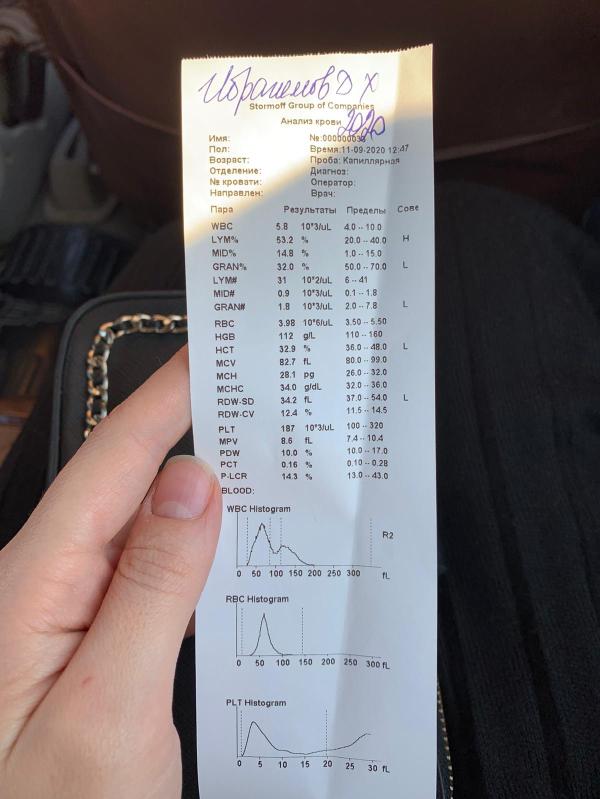 Ибрагимов Д Х
Stormoff Group of Companies
2020
Анализ крови
Имя: №:000000
Пол: Время:11-09-2020 12:47
Возраст: Проба: Капиллярная
Отделение: Диагноз:
№ кровати: Оператор:
Направлен: Врач:
Пара Результаты Пределы Сове
WBC 5.8 10*3/uL 4.0 -- 10.0
LYM% 53.2 % 20.0 -- 40.0 H
MID% 14.8 % 1.0 -- 15.0
GRAN% 32.0 % 50.0 -- 70.0 L
LYM# 31 10*2/uL 6 -- 41
MID# 0.9 10*3/uL 0.1 -- 1.8
GRAN# 1.8 10*3/uL 2.0 -- 7.8 L
RBC 3.98 10*6/uL 3.50 -- 5.50
HGB 112 g/L 110 -- 160
HCT 32.9 % 36.0 -- 48.0 L
MCV 82.7 fL 80.0 -- 99.0
MCH 28.1 pg 26.0 -- 32.0
MCHC 34.0 g/dL 32.0 -- 36.0
RDW-SD 34.2 fL 37.0 -- 54.0 L
RDW-CV 12.4 % 11.5 -- 14.5
PLT 187 10*3/uL 100 -- 320
MPV 8.6 fL 7.4 -- 10.4
PDW 10.0 % 10.0 -- 17.0
PCT 0.16 % 0.10 -- 0.28
P-LCR 14.3 % 13.0 -- 43.0
BLOOD:
WBC Histogram
R2
0 50 100 150 200 250 300 fL
RBC Histogram
0 50 100 150 200 250 300 fL
PLT Histogram
0 5 10 15 20 25 30 fL